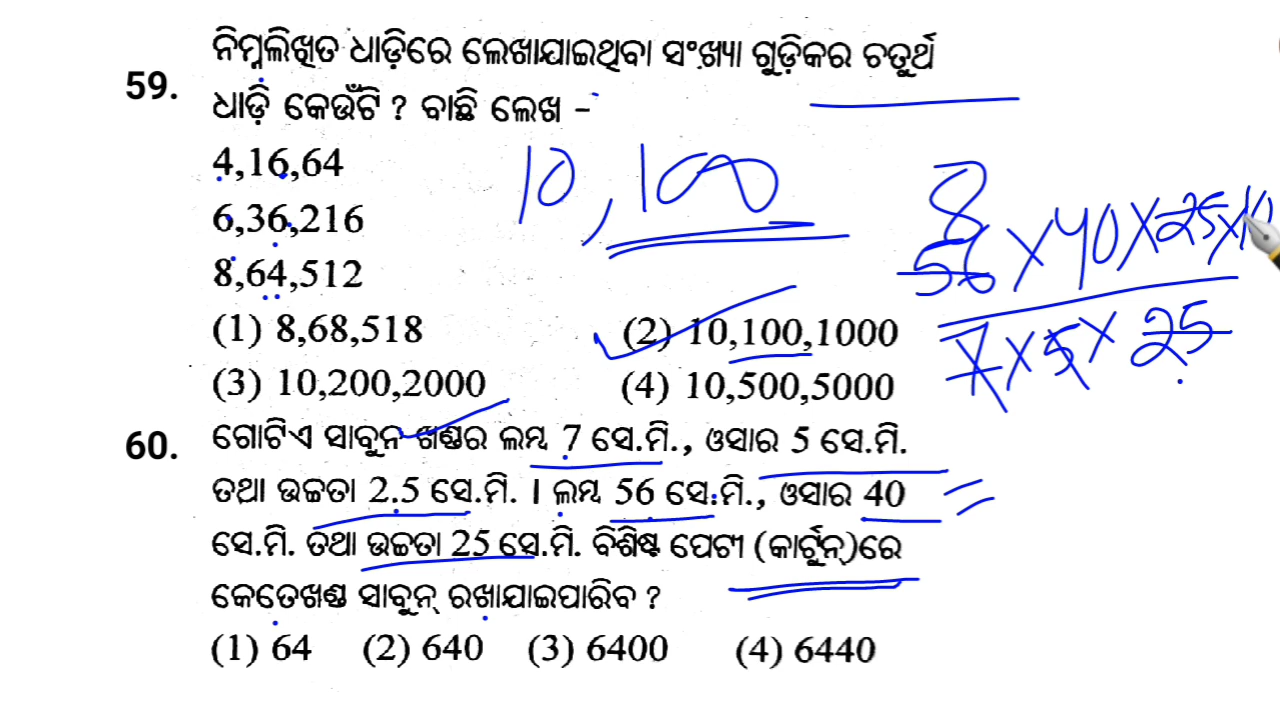 59. ନିମ୍ନଲିଖିତ ଧାଡ଼ିରେ ଲେଖାଯାଇଥିବା ସଂଖ୍ୟା ଗୁଡ଼ିକର ଚତୁର୍ଥ
ଧାଡ଼ି କେଉଁଟି ? ବାଛି ଲେଖ –
4,16,64
6,36,216
8,64,512
(1) 8,68,518 (2) 10,100,1000
(3) 10,200,2000 (4) 10,500,5000
10,100
8
56 × 40 × 25 × 10
7 × 5 × 25
60. ଗୋଟିଏ ସାବୁନ ଖଣ୍ଡର ଲମ୍ବ 7 ସେ.ମି., ଓସାର 5 ସେ.ମି.
ତଥା ଉଚ୍ଚତା 2.5 ସେ.ମି. । ଲମ୍ବ 56 ସେ.ମି., ଓସାର 40
ସେ.ମି. ତଥା ଉଚ୍ଚତା 25 ସେ.ମି. ବିଶିଷ୍ଟ ପେଟୀ (କାର୍ଟୁନ୍)ରେ
କେତେଖଣ୍ଡ ସାବୁନ୍ ରଖାଯାଇପାରିବ ?
(1) 64 (2) 640 (3) 6400 (4) 6440